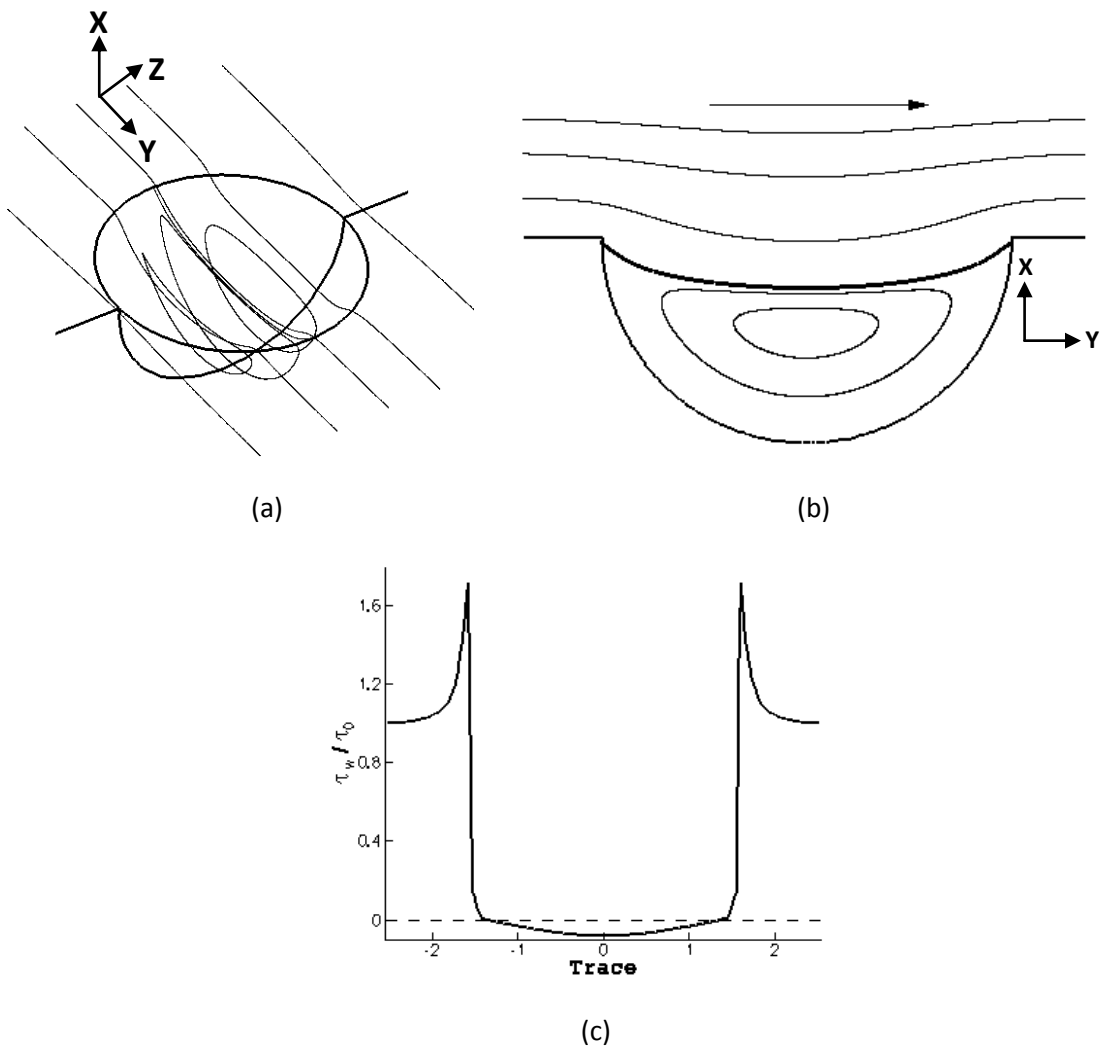 X
Z
Y
X
Y
(a)
(b)
1.6
1.2
0.8
0.4
0
τw / τ0
-2 -1 0 1 2
Trace
(c)